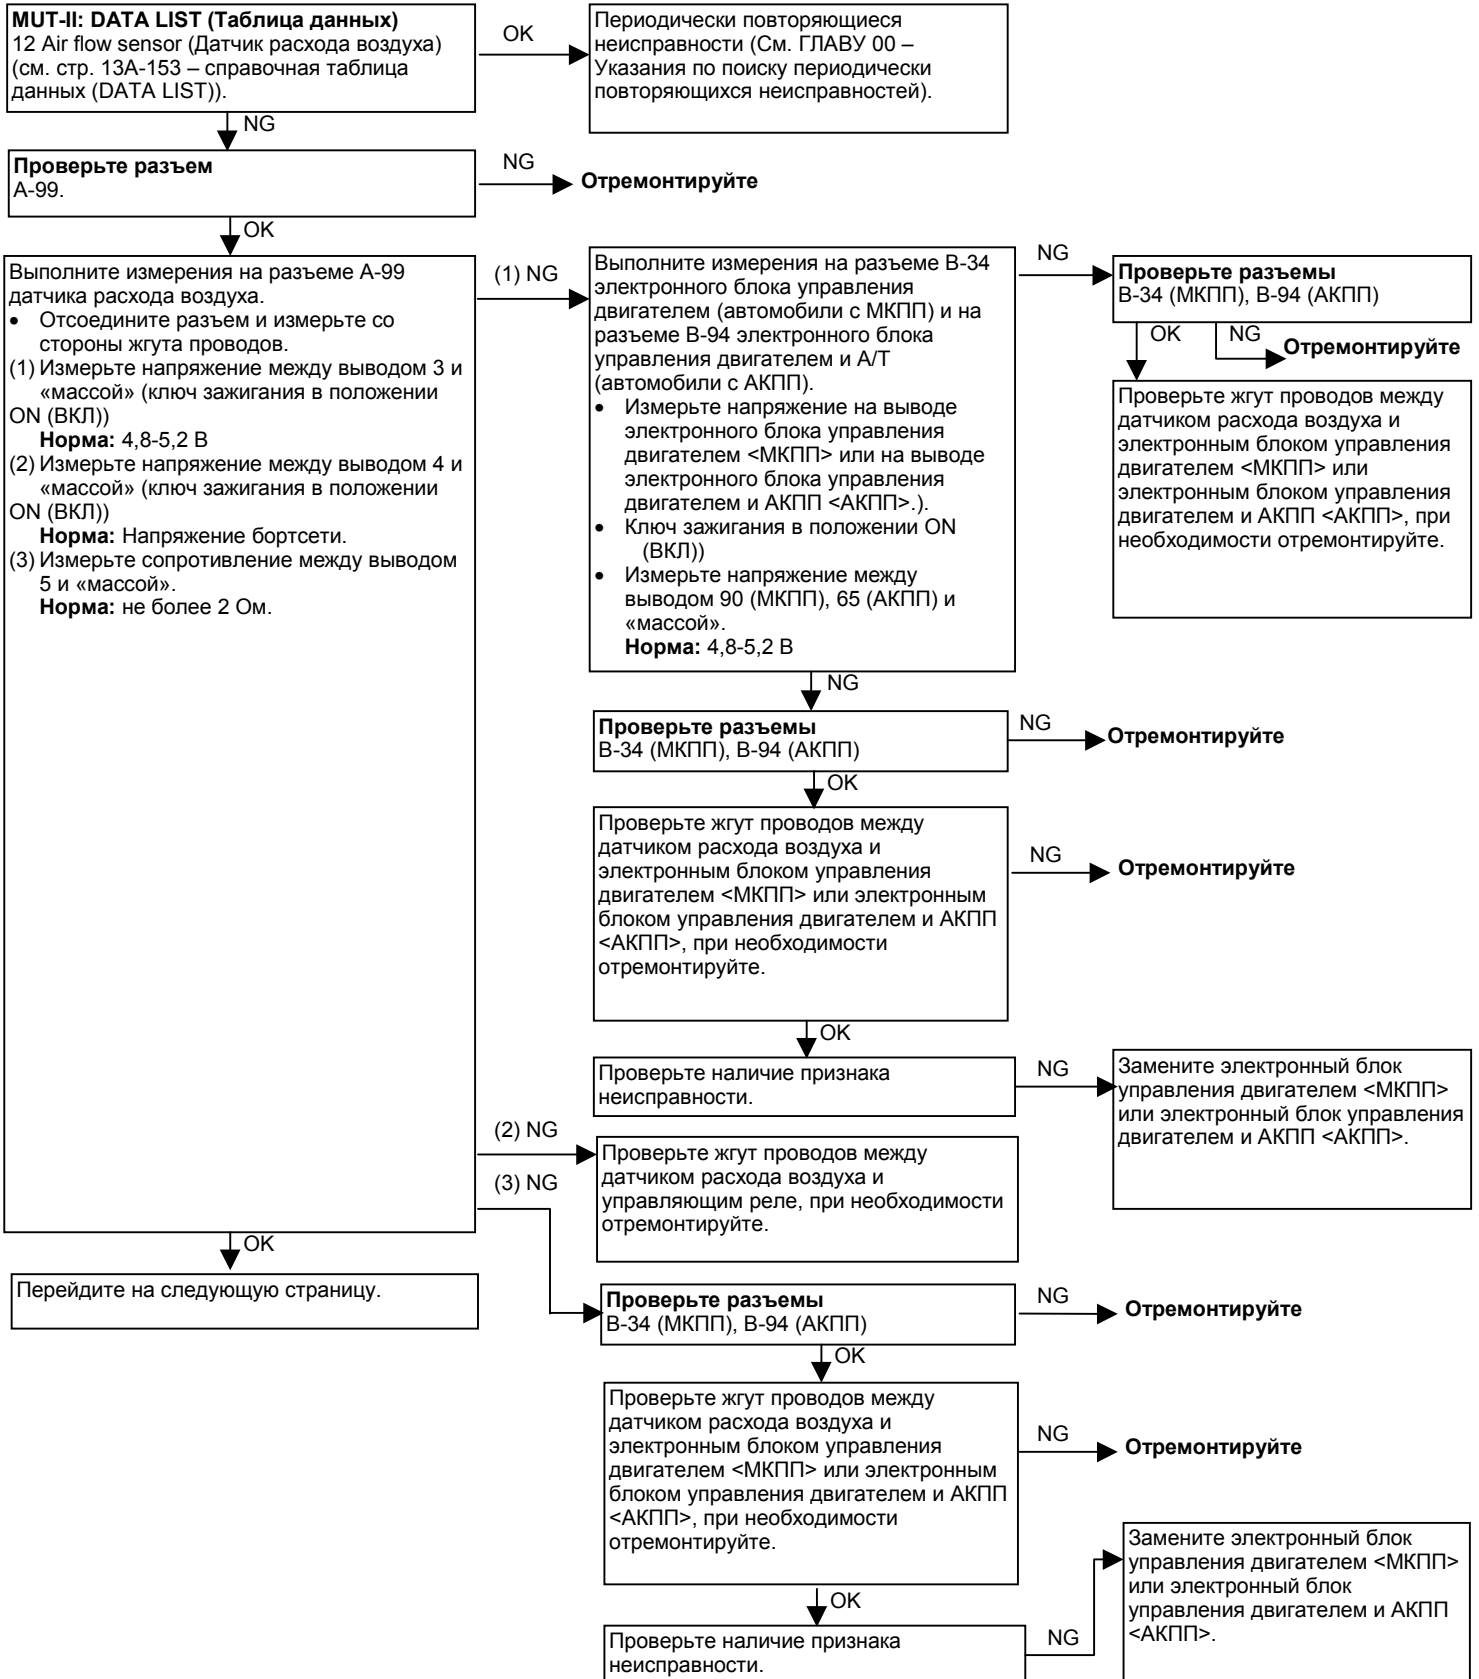 MUT-II: DATA LIST (Таблица данных)
12 Air flow sensor (Датчик расхода воздуха)
(см. стр. 13А-153 – справочная таблица
данных (DATA LIST)).
OK
Периодически повторяющиеся
неисправности (См. ГЛАВУ 00 –
Указания по поиску периодически
повторяющихся неисправностей).
NG
Проверьте разъем
А-99.
NG
Отремонтируйте
OK
Выполните измерения на разъеме А-99
датчика расхода воздуха.
• Отсоедините разъем и измерьте со
стороны жгута проводов.
(1) Измерьте напряжение между выводом 3 и
«массой» (ключ зажигания в положении
ON (ВКЛ))
Норма: 4,8-5,2 В
(2) Измерьте напряжение между выводом 4 и
«массой» (ключ зажигания в положении
ON (ВКЛ))
Норма: Напряжение бортсети.
(3) Измерьте сопротивление между выводом
5 и «массой».
Норма: не более 2 Ом.
(1) NG
Выполните измерения на разъеме В-34
электронного блока управления
двигателем (автомобили с МКПП) и на
разъеме В-94 электронного блока
управления двигателем и А/Т
(автомобили с АКПП).
• Измерьте напряжение на выводе
электронного блока управления
двигателем <МКПП> или на выводе
электронного блока управления
двигателем и АКПП <АКПП>.).
• Ключ зажигания в положении ON
(ВКЛ))
• Измерьте напряжение между
выводом 90 (МКПП), 65 (АКПП) и
«массой».
Норма: 4,8-5,2 В
NG
Проверьте разъемы
В-34 (МКПП), В-94 (АКПП)
OK
NG
Отремонтируйте
Проверьте жгут проводов между
датчиком расхода воздуха и
электронным блоком управления
двигателем <МКПП> или
электронным блоком управления
двигателем и АКПП <АКПП>, при
необходимости отремонтируйте.
NG
Проверьте разъемы
В-34 (МКПП), В-94 (АКПП)
NG
Отремонтируйте
OK
Проверьте жгут проводов между
датчиком расхода воздуха и
электронным блоком управления
двигателем <МКПП> или электронным
блоком управления двигателем и АКПП
<АКПП>, при необходимости
отремонтируйте.
NG
Отремонтируйте
OK
Проверьте наличие признака
неисправности.
NG
Замените электронный блок
управления двигателем <МКПП>
или электронный блок управления
двигателем и АКПП <АКПП>.
(2) NG
Проверьте жгут проводов между
датчиком расхода воздуха и
управляющим реле, при необходимости
отремонтируйте.
(3) NG
OK
Перейдите на следующую страницу.
Проверьте разъемы
В-34 (МКПП), В-94 (АКПП)
NG
Отремонтируйте
OK
Проверьте жгут проводов между
датчиком расхода воздуха и
электронным блоком управления
двигателем <МКПП> или электронным
блоком управления двигателем и АКПП
<АКПП>, при необходимости
отремонтируйте.
NG
Отремонтируйте
OK
Проверьте наличие признака
неисправности.
NG
Замените электронный блок
управления двигателем <МКПП>
или электронный блок
управления двигателем и АКПП
<АКПП>.